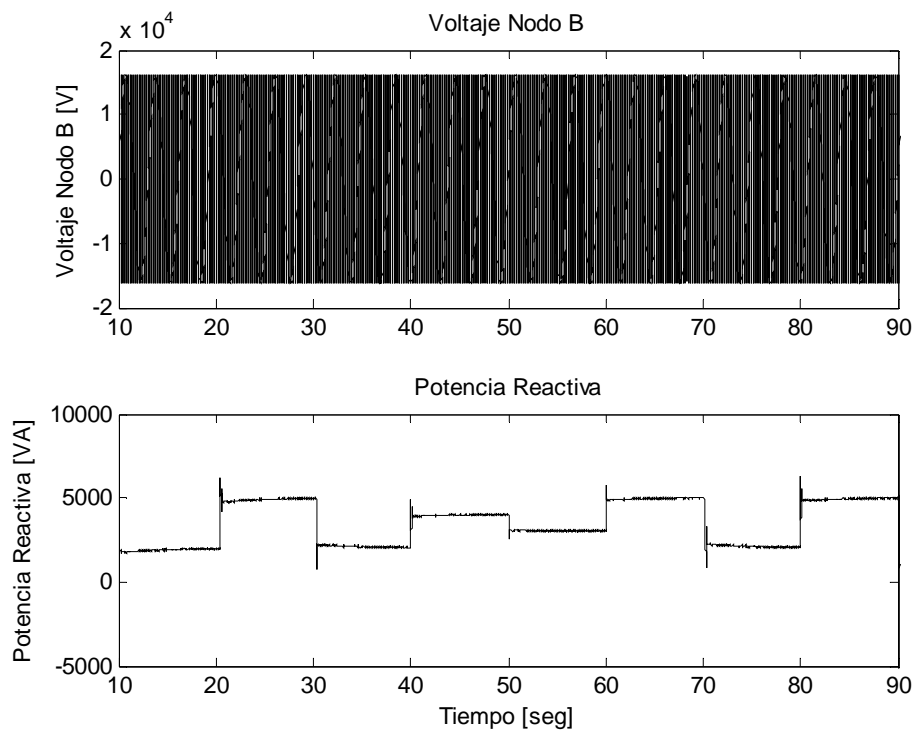 Voltaje Nodo B
x 10^4
Voltaje Nodo B [V]
2
1
0
-1
-2
10 20 30 40 50 60 70 80 90
Potencia Reactiva
Potencia Reactiva [VA]
10000
5000
0
-5000
10 20 30 40 50 60 70 80 90
Tiempo [seg]